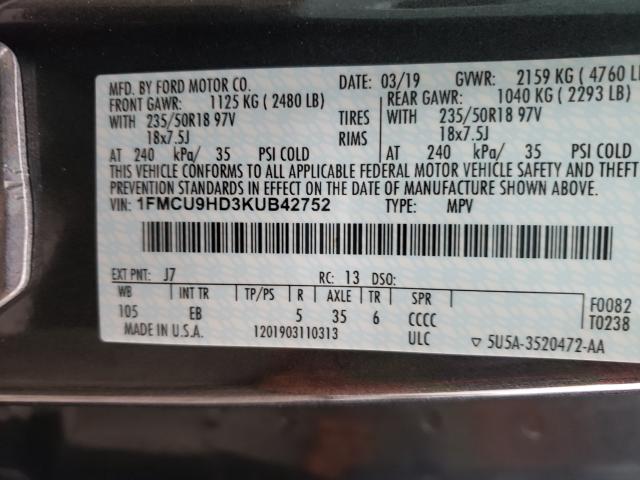 MFD. BY FORD MOTOR CO. DATE: 03/19 GVWR: 2159 KG ( 4760 LB
FRONT GAWR: 1125 KG ( 2480 LB) REAR GAWR: 1040 KG ( 2293 LB)
WITH 235/50R18 97V TIRES WITH 235/50R18 97V
18x7.5J RIMS 18x7.5J
AT 240 kPa/ 35 PSI COLD AT 240 kPa/ 35 PSI COLD
THIS VEHICLE CONFORMS TO ALL APPLICABLE FEDERAL MOTOR VEHICLE SAFETY AND THEFT
PREVENTION STANDARDS IN EFFECT ON THE DATE OF MANUFACTURE SHOWN ABOVE.
VIN: 1FMCU9HD3KUB42752 TYPE: MPV
EXT PNT: J7 RC: 13 DSO:
WB INT TR TP/PS R AXLE TR SPR F0082
105 EB 5 35 6 CCCC T0238
MADE IN U.S.A. 1201903110313 ULC ▽ 5U5A-3520472-AA